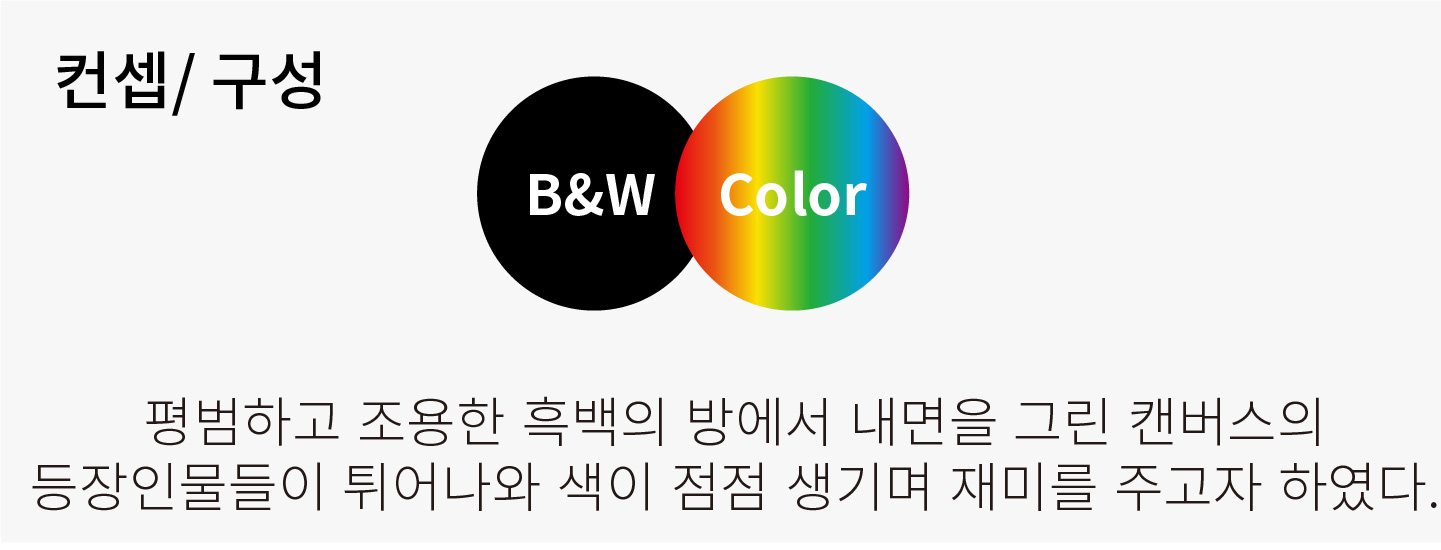 컨셉/ 구성
B&W
Color
평범하고 조용한 흑백의 방에서 내면을 그린 캔버스의
등장인물들이 튀어나와 색이 점점 생기며 재미를 주고자 하였다.